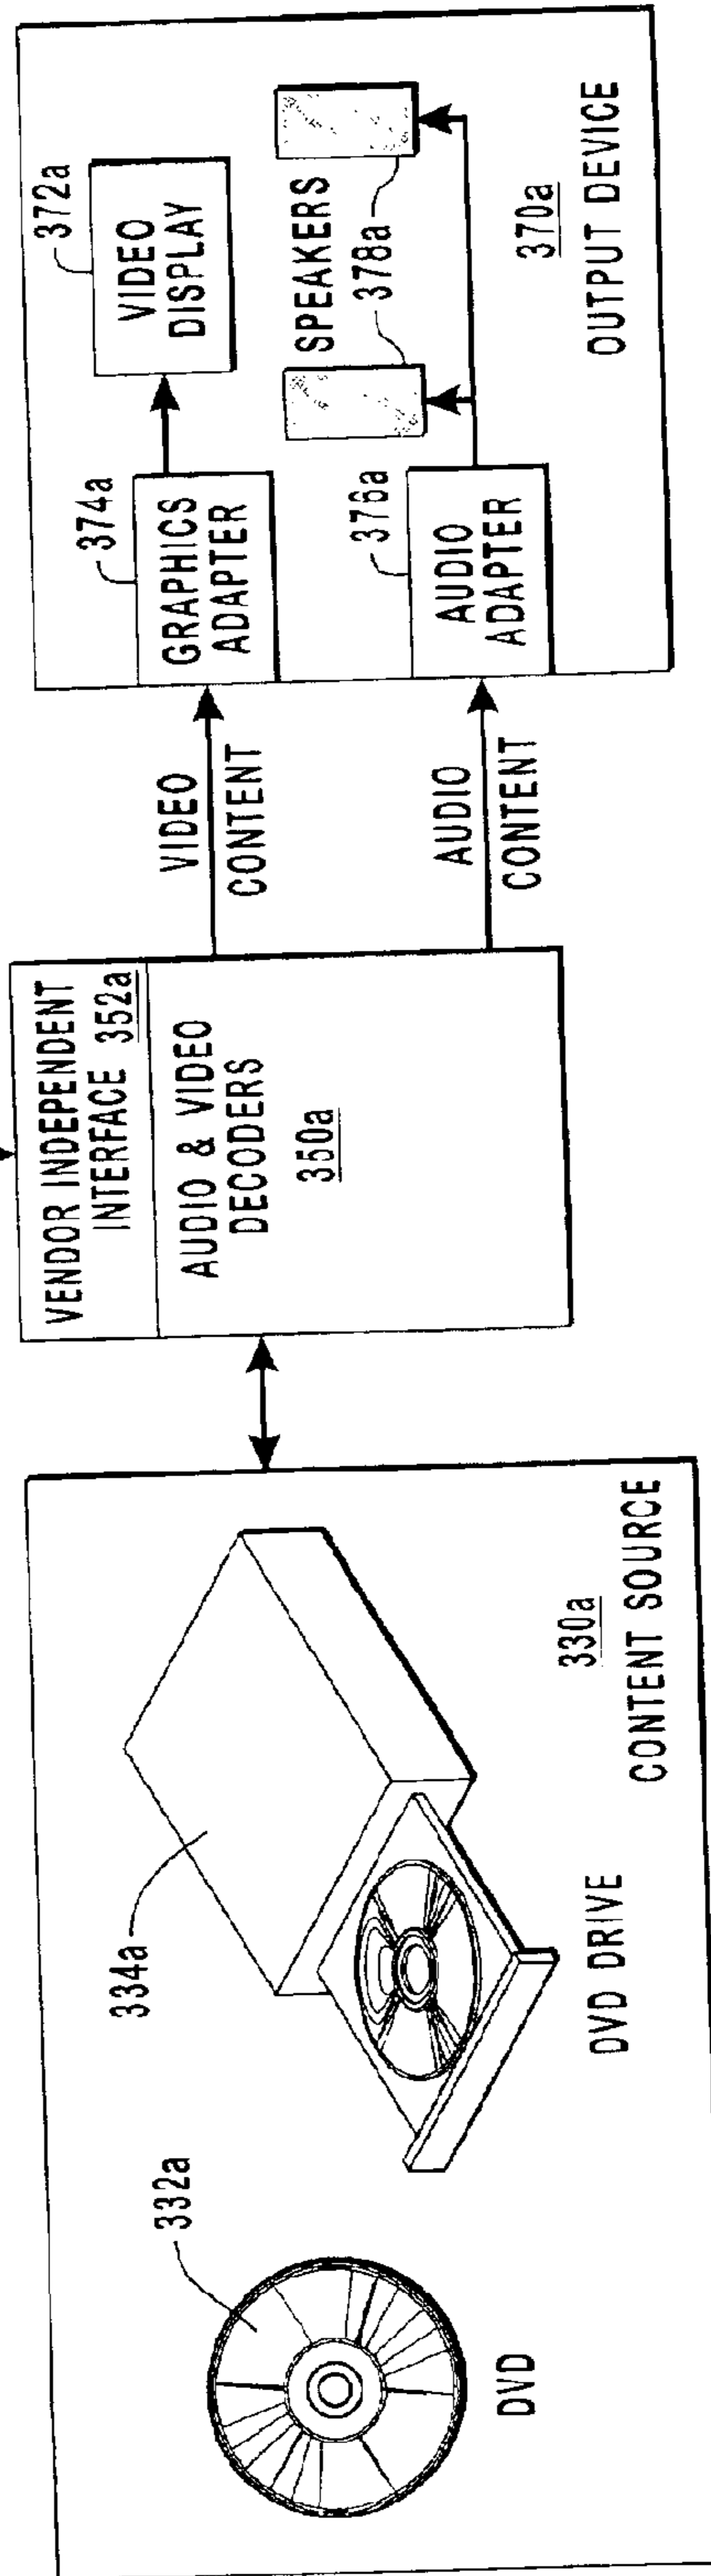 332a
DVD
334a
DVD DRIVE
330a
CONTENT SOURCE
VENDOR INDEPENDENT
INTERFACE 352a
AUDIO & VIDEO
DECODERS
350a
VIDEO
CONTENT
AUDIO
CONTENT
374a
GRAPHICS
ADAPTER
372a
VIDEO
DISPLAY
SPEAKERS
378a
376a
AUDIO
ADAPTER
370a
OUTPUT DEVICE